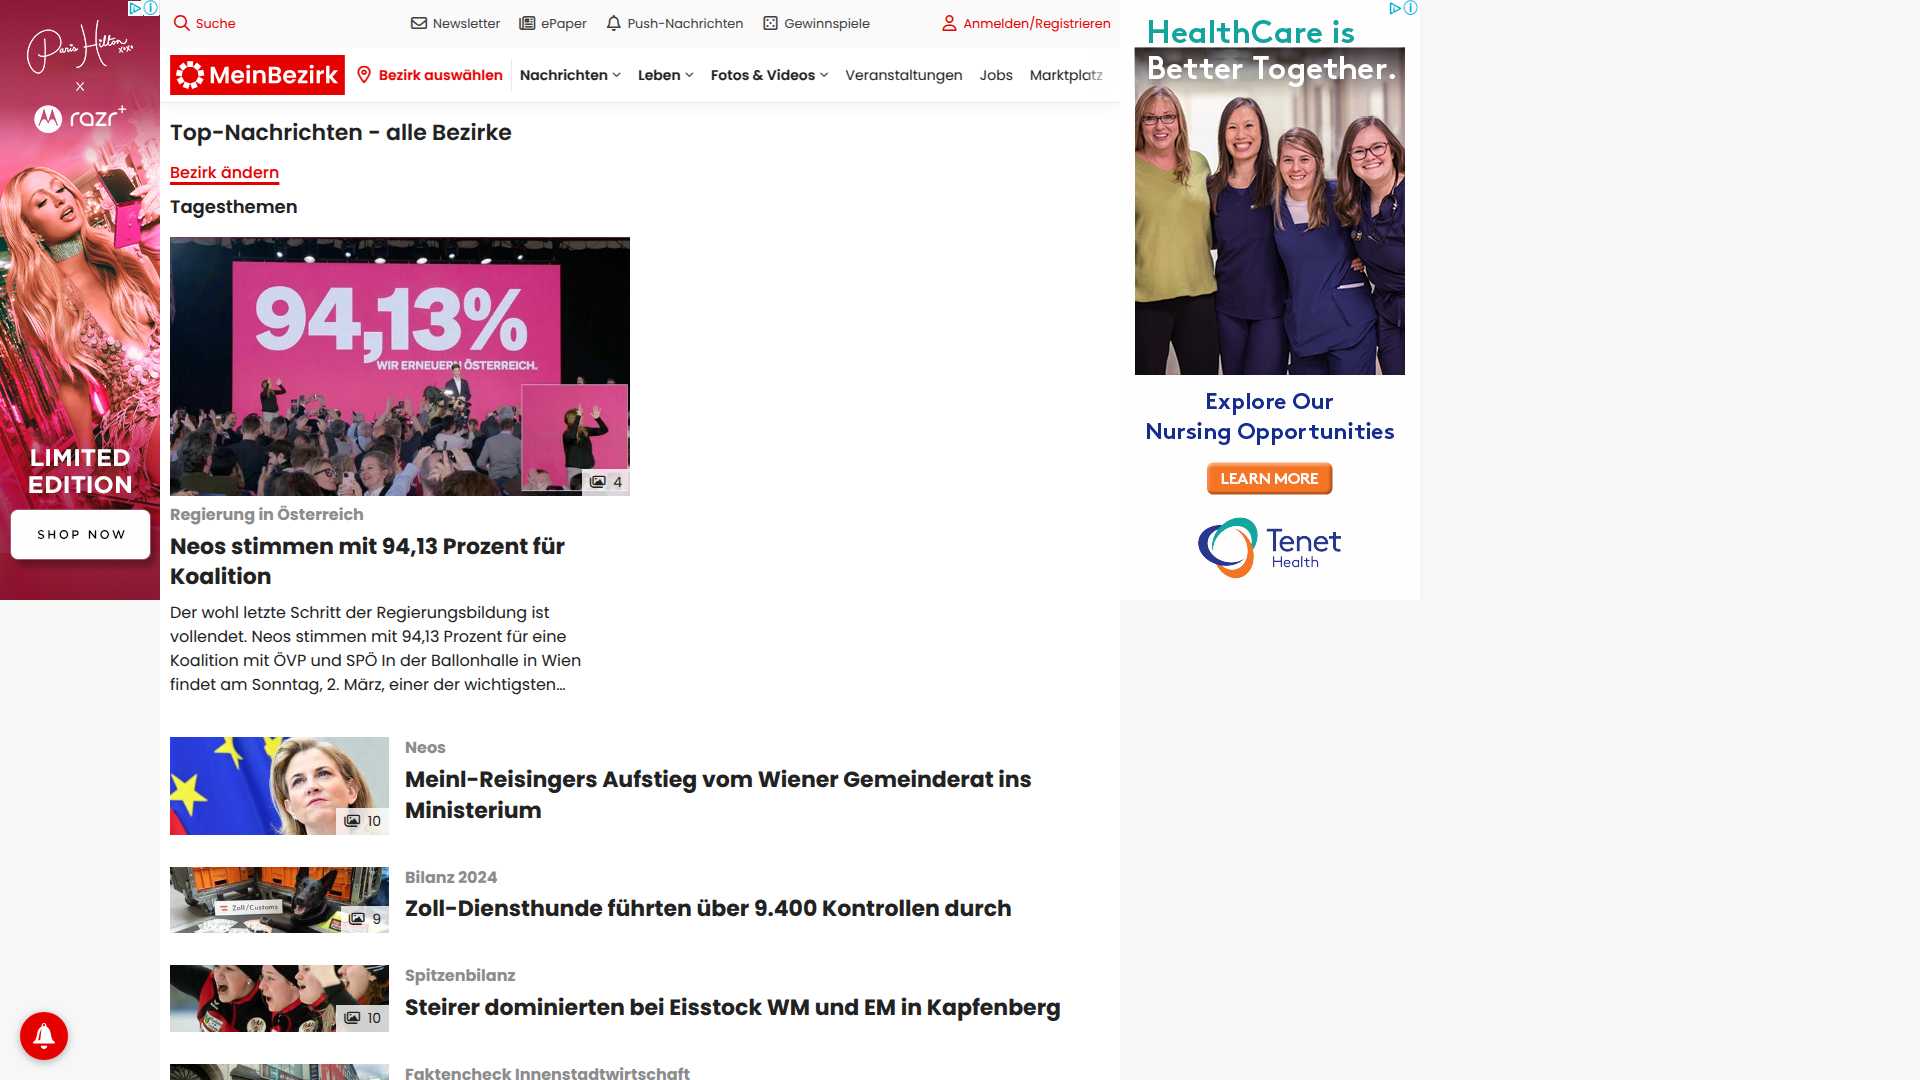 Paris Hilton
xoxo
x
razr+
LIMITED
EDITION
SHOP NOW
Suche
Newsletter
ePaper
Push-Nachrichten
Gewinnspiele
Anmelden/Registrieren
MeinBezirk
Bezirk auswählen
Nachrichten
Leben
Fotos & Videos
Veranstaltungen
Jobs
Marktplatz
Top-Nachrichten - alle Bezirke
Bezirk ändern
Tagesthemen
94,13%
WIR ERNEUERN ÖSTERREICH.
4
Regierung in Österreich
Neos stimmen mit 94,13 Prozent für
Koalition
Der wohl letzte Schritt der Regierungsbildung ist
vollendet. Neos stimmen mit 94,13 Prozent für eine
Koalition mit ÖVP und SPÖ In der Ballonhalle in Wien
findet am Sonntag, 2. März, einer der wichtigsten...
10
Neos
Meinl-Reisingers Aufstieg vom Wiener Gemeinderat ins
Ministerium
Zoll/Customs
9
Bilanz 2024
Zoll-Diensthunde führten über 9.400 Kontrollen durch
10
Spitzenbilanz
Steirer dominierten bei Eisstock WM und EM in Kapfenberg
Faktencheck Innenstadtwirtschaft
HealthCare is
Better Together.
Explore Our
Nursing Opportunities
LEARN MORE
Tenet
Health